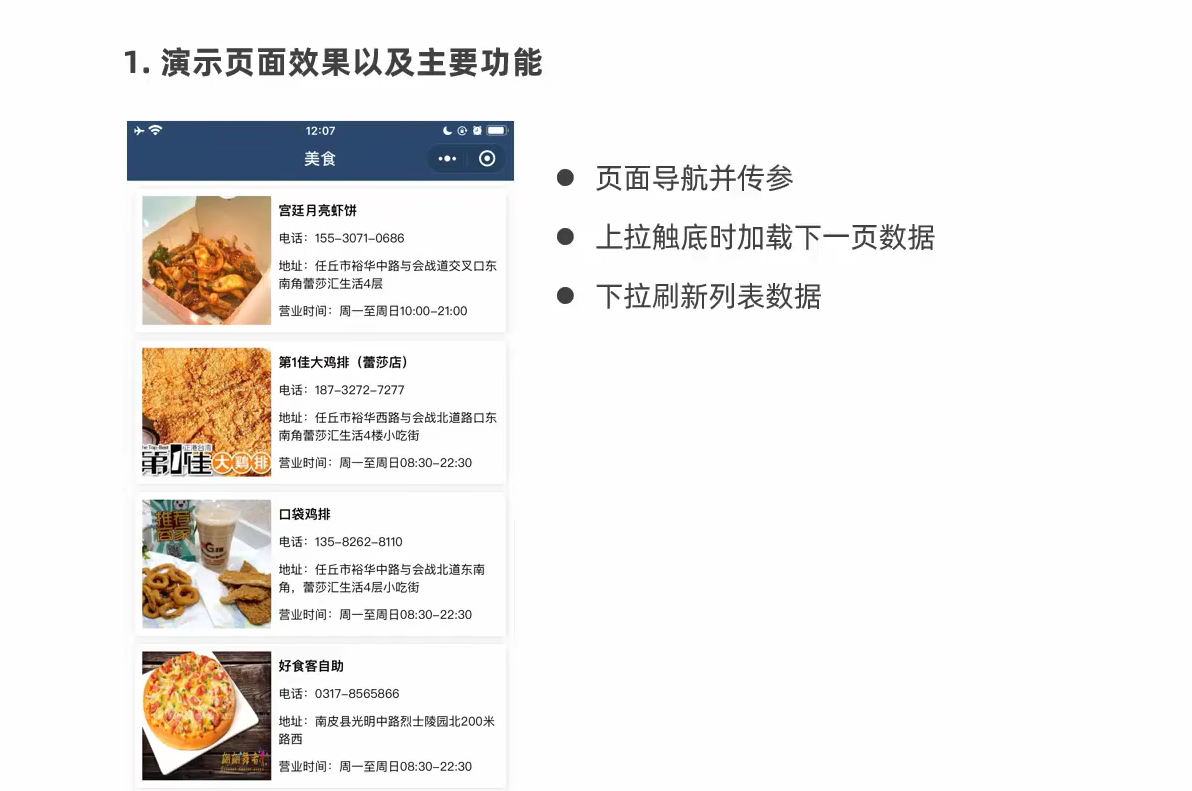 1. 演示页面效果以及主要功能
12:07
美食
宫廷月亮虾饼
电话：155-3071-0686
地址：任丘市裕华中路与会战道交叉口东
南角蕾莎汇生活4层
营业时间：周一至周日10:00-21:00
第1佳大鸡排（蕾莎店）
电话：187-3272-7277
地址：任丘市裕华西路与会战北道路口东
南角蕾莎汇生活4楼小吃街
营业时间：周一至周日08:30-22:30
正港台湾
第1佳大鷄排
口袋鸡排
电话：135-8262-8110
地址：任丘市裕华中路与会战北道东南
角，蕾莎汇生活4层小吃街
营业时间：周一至周日08:30-22:30
推荐
商家
好食客自助
电话：0317-8565866
地址：南皮县光明中路烈士陵园北200米
路西
营业时间：周一至周日08:30-22:30
页面导航并传参
上拉触底时加载下一页数据
下拉刷新列表数据